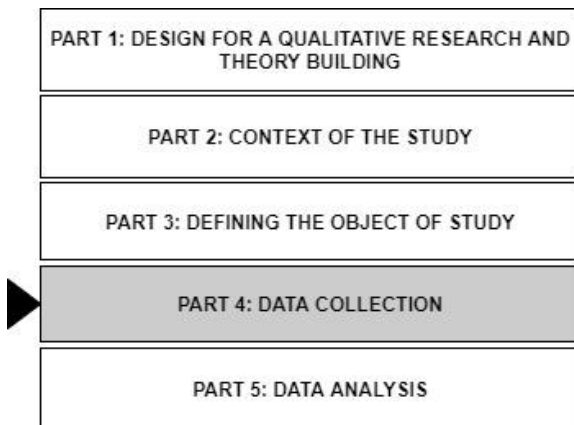 PART 1: DESIGN FOR A QUALITATIVE RESEARCH AND
THEORY BUILDING
PART 2: CONTEXT OF THE STUDY
PART 3: DEFINING THE OBJECT OF STUDY
PART 4: DATA COLLECTION
PART 5: DATA ANALYSIS